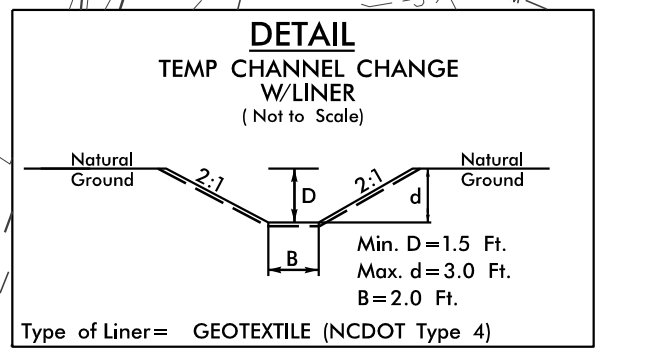 DETAIL
TEMP CHANNEL CHANGE
W/LINER
( Not to Scale)
Natural
Ground
2:1
D
2:1
d
Natural
Ground
B
Min. D=1.5 Ft.
Max. d=3.0 Ft.
B=2.0 Ft.
Type of Liner= GEOTEXTILE (NCDOT Type 4)